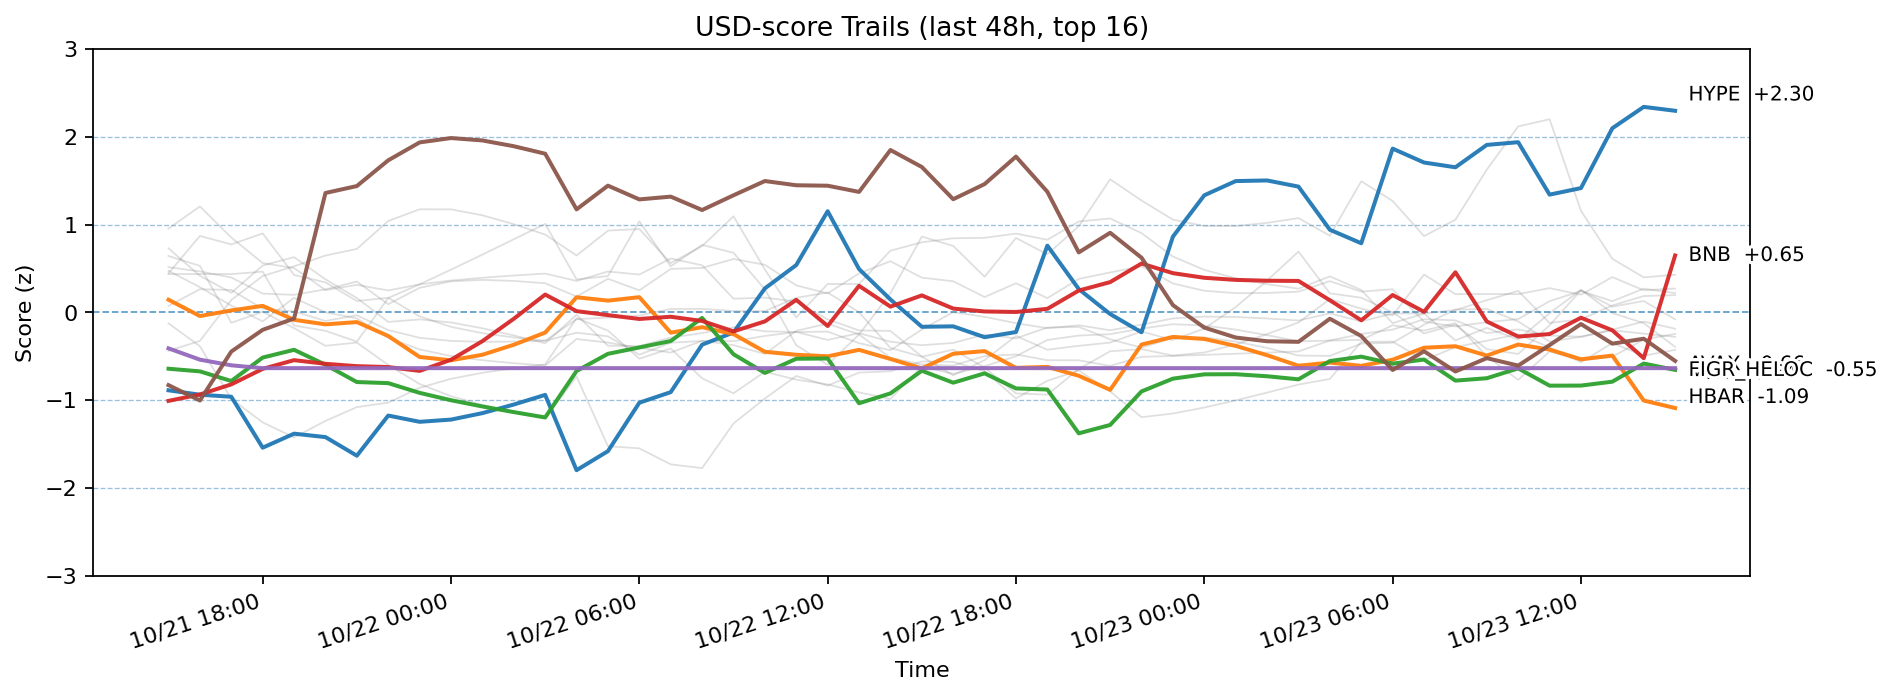 USD-score Trails (last 48h, top 16)
Score (z)
3
2
1
0
−1
−2
−3
HYPE +2.30
BNB +0.65
FIGR_HELOC -0.55
HBAR -1.09
10/21 18:00
10/22 00:00
10/22 06:00
10/22 12:00
10/22 18:00
10/23 00:00
10/23 06:00
10/23 12:00
Time